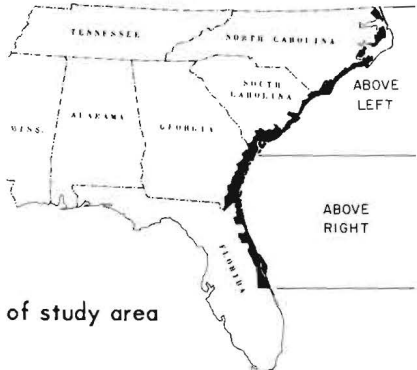 TENNESSEE
NORTH CAROLINA
SOUTH
CAROLINA
ABOVE
LEFT
MISS.
ALABAMA
GEORGIA
ABOVE
RIGHT
FLORIDA
of study area